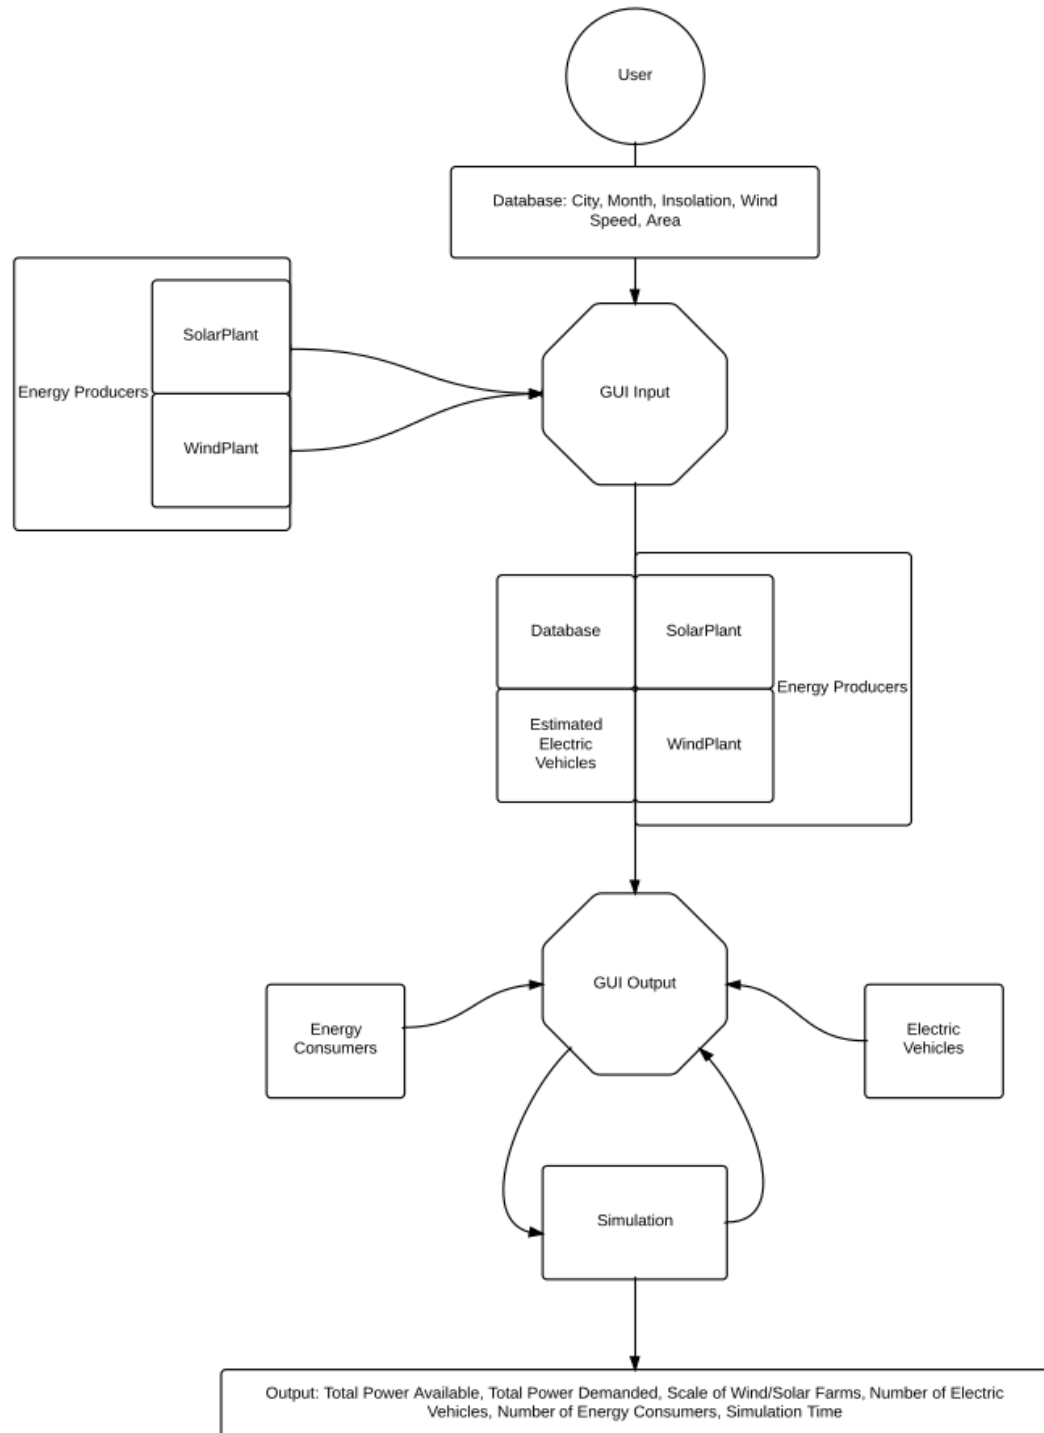 User
Database: City, Month, Insolation, Wind
Speed, Area
SolarPlant
Energy Producers
WindPlant
GUI Input
Database
SolarPlant
Energy Producers
Estimated
Electric
Vehicles
WindPlant
GUI Output
Energy
Consumers
Electric
Vehicles
Simulation
Output: Total Power Available, Total Power Demanded, Scale of Wind/Solar Farms, Number of Electric
Vehicles, Number of Energy Consumers, Simulation Time